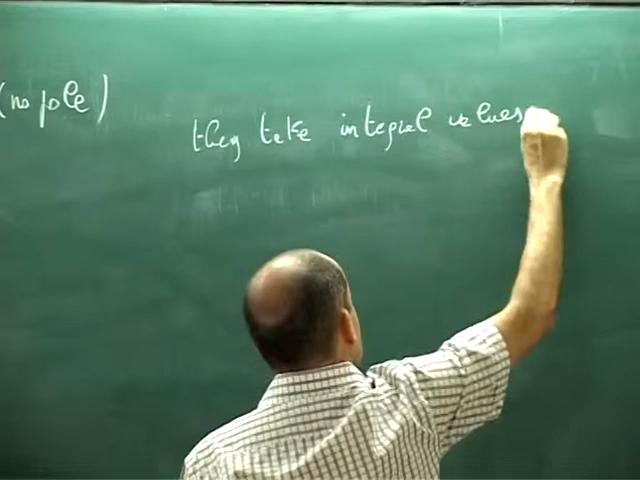 (no pole)
they take integral values